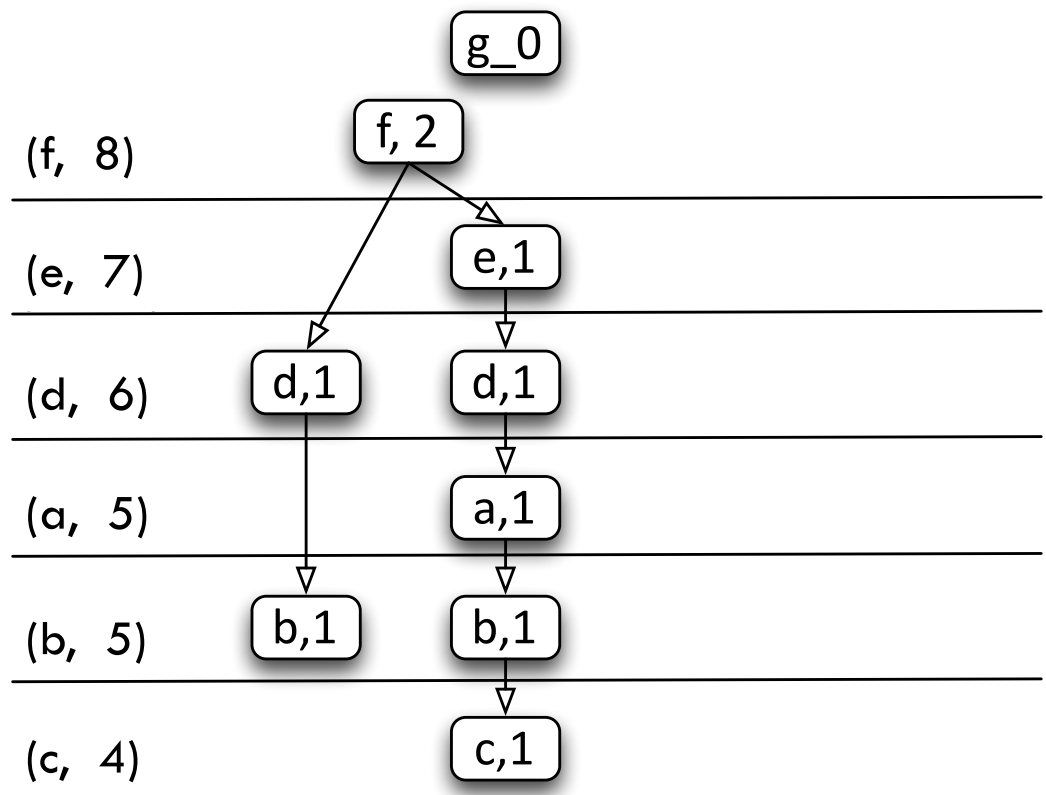 g_0
f, 2
(f, 8)
(e, 7)
e,1
(d, 6)
d,1
d,1
(a, 5)
a,1
(b, 5)
b,1
b,1
(c, 4)
c,1